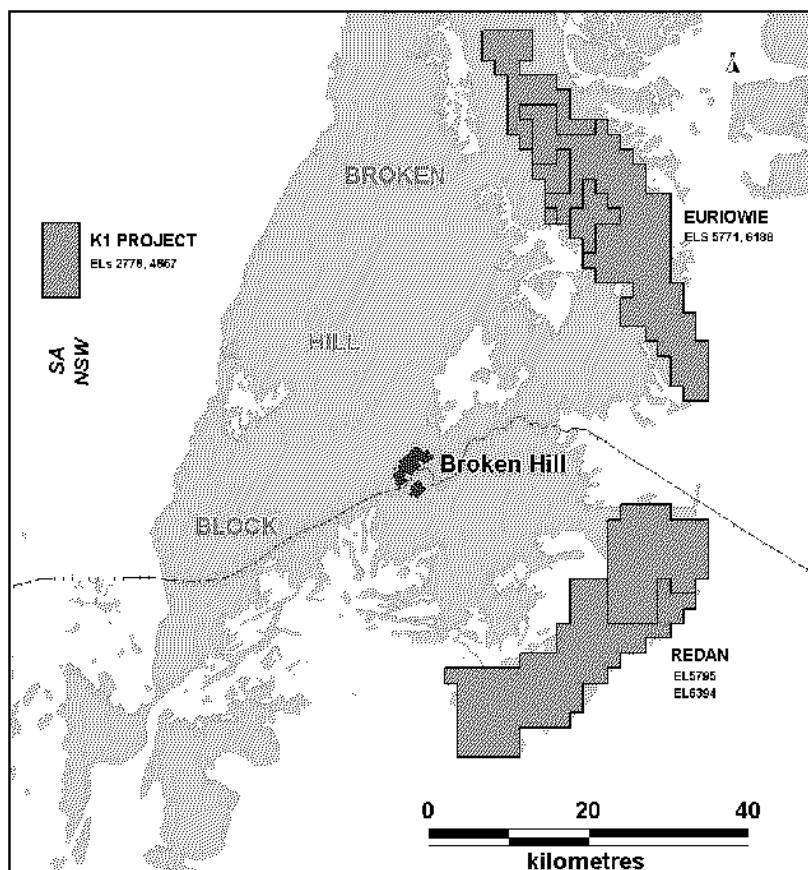 BROKEN
EURIOWIE
ELS 5771, 6188
K1 PROJECT
ELs 2778, 4867
SA
NSW
HILL
Broken Hill
BLOCK
REDAN
EL5795
EL6394
0 20 40
kilometres